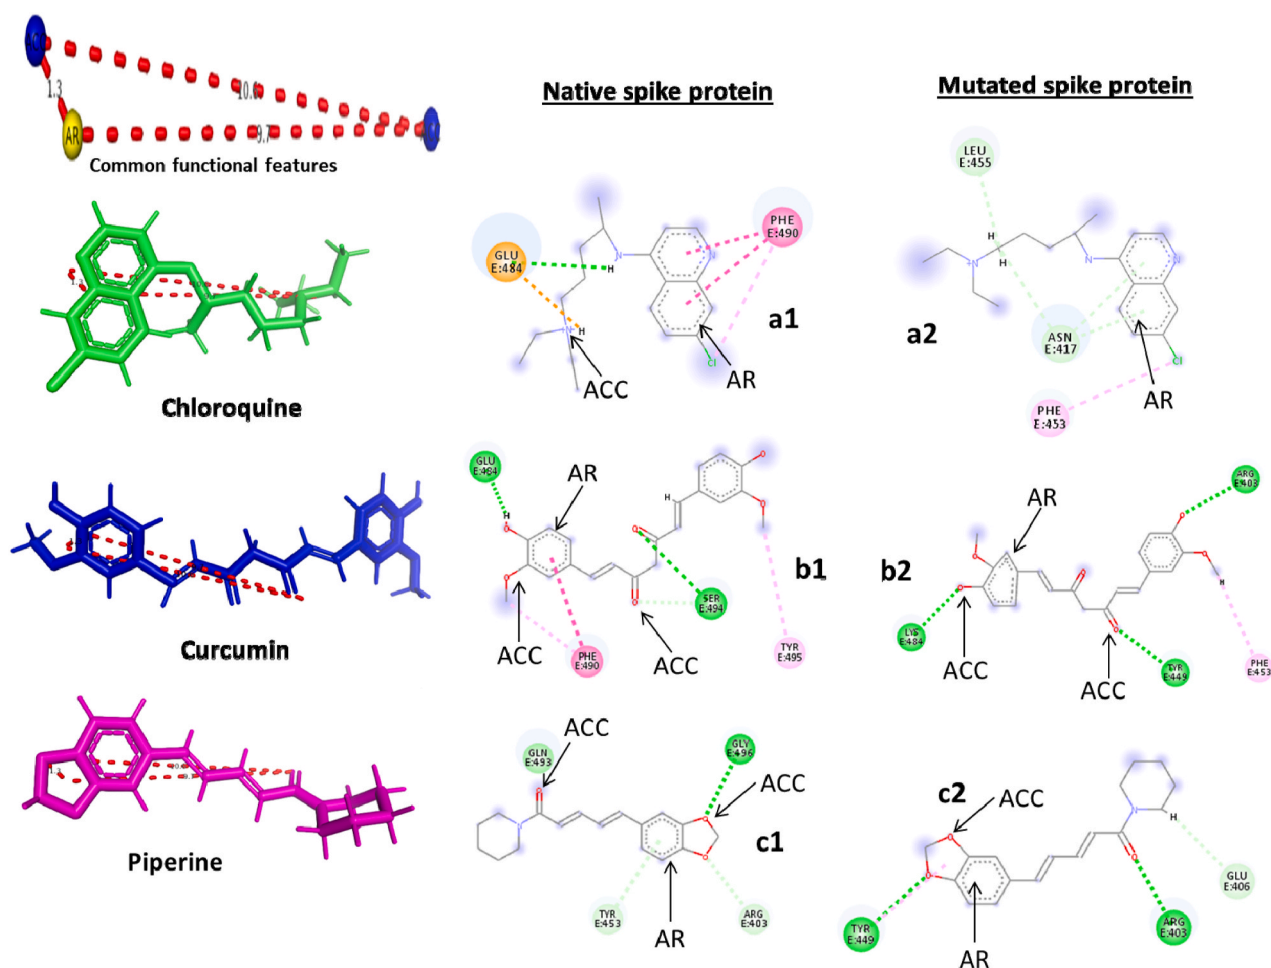 1.3
10.6
AR
9.7
Common functional features
Native spike protein
Mutated spike protein
Chloroquine
GLU
E:484
H
N
N
PHE
E:490
N
H
Cl
a1
ACC
AR
LEU
E:455
H
N
H
N
N
a2
ASN
E:417
Cl
PHE
E:453
AR
Curcumin
GLU
E:484
H
O
AR
O
H
O
O
O
O
b1
SER
E:494
ACC
PHE
E:490
ACC
TYR
E:495
ARG
E:403
AR
O
O
O
O
O
O
H
b2
LYS
E:484
ACC
ACC
TYR
E:449
PHE
E:453
Piperine
ACC
GLN
E:493
O
N
GLY
E:496
ACC
O
O
c1
TYR
E:453
AR
ARG
E:403
c2
ACC
O
O
N
H
O
TYR
E:449
AR
ARG
E:403
GLU
E:406